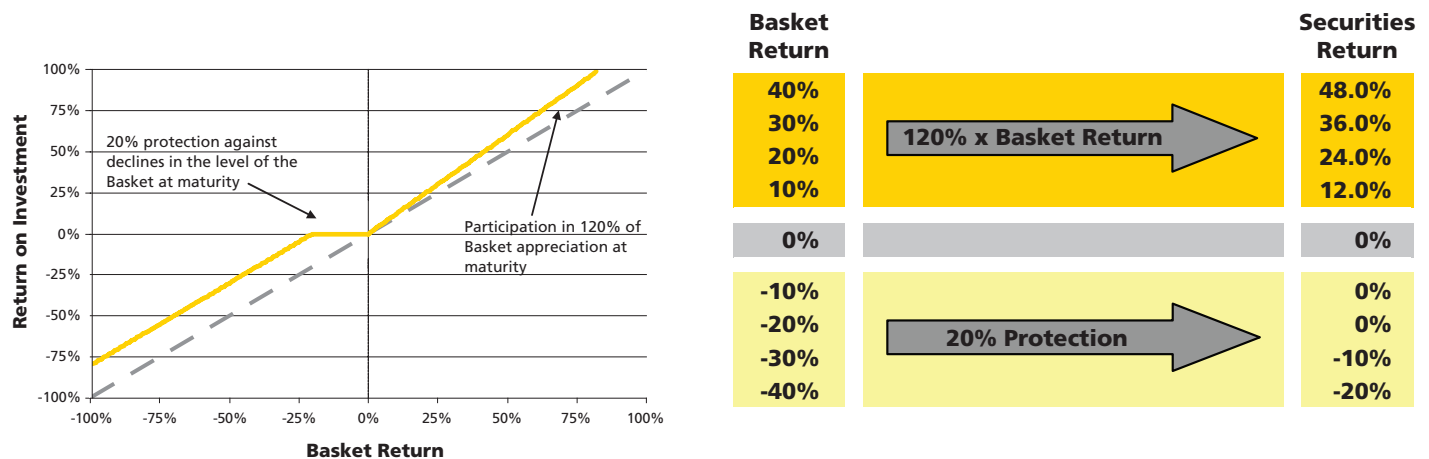 100%
75%
50%
25%
0%
-25%
-50%
-75%
-100%
Return on Investment
20% protection against
declines in the level of the
Basket at maturity
Participation in 120% of
Basket appreciation at
maturity
-100% -75% -50% -25% 0% 25% 50% 75% 100%
Basket Return
Basket
Return
Securities
Return
40% 48.0%
30% 36.0%
120% x Basket Return
20% 24.0%
10% 12.0%
0% 0%
-10% 0%
-20% 0%
20% Protection
-30% -10%
-40% -20%